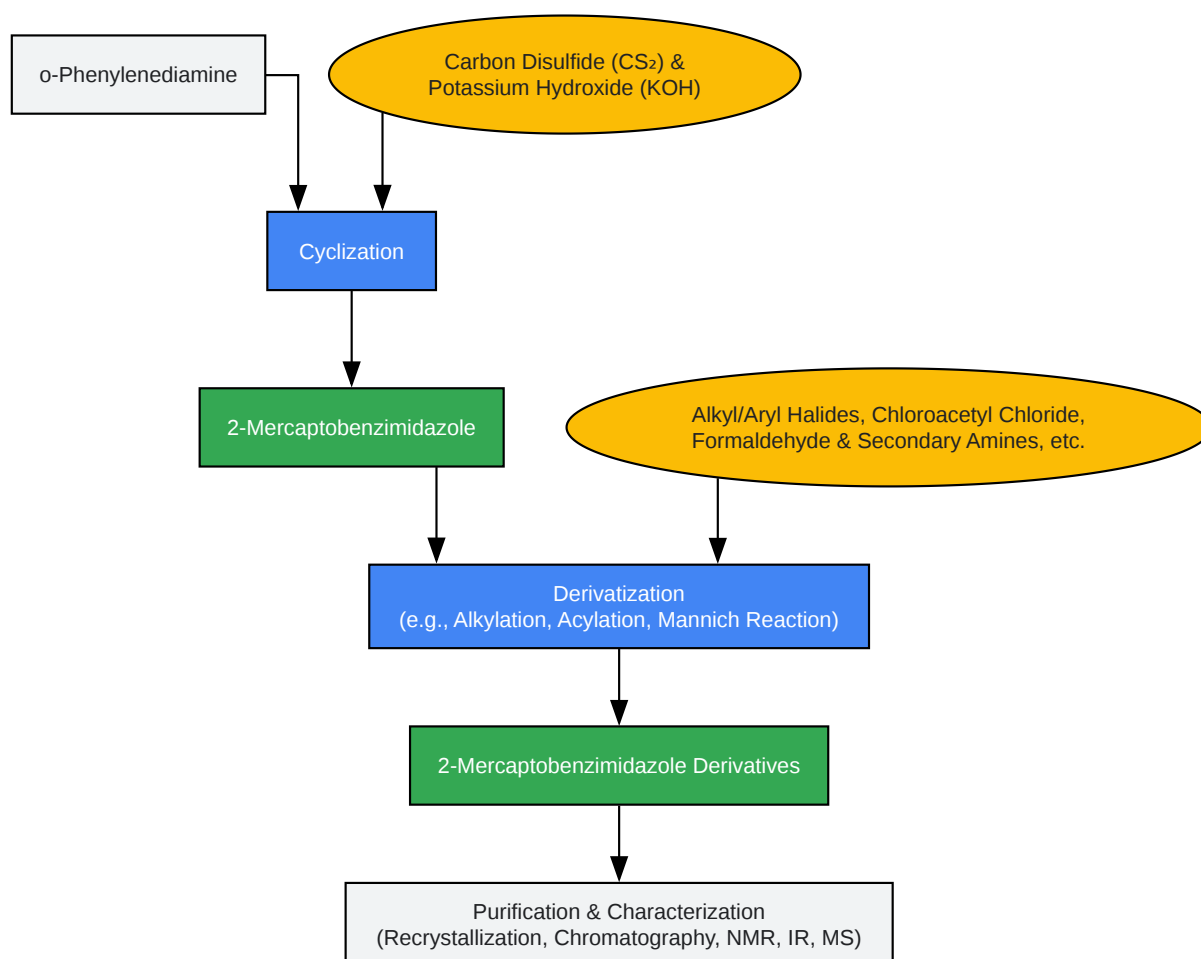 o-Phenylenediamine
Carbon Disulfide (CS₂) &
Potassium Hydroxide (KOH)
Cyclization
2-Mercaptobenzimidazole
Alkyl/Aryl Halides, Chloroacetyl Chloride,
Formaldehyde & Secondary Amines, etc.
Derivatization
(e.g., Alkylation, Acylation, Mannich Reaction)
2-Mercaptobenzimidazole Derivatives
Purification & Characterization
(Recrystallization, Chromatography, NMR, IR, MS)